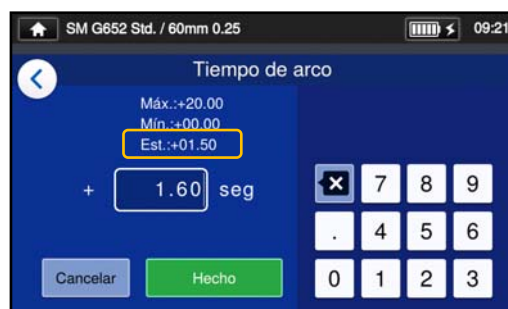 SM G652 Std. / 60mm 0.25 09:21
Tiempo de arco
Máx.:+20.00
Mín.:+00.00
Est.:+01.50
+ 1.60 seg
7 8 9
. 4 5 6
Cancelar Hecho 0 1 2 3